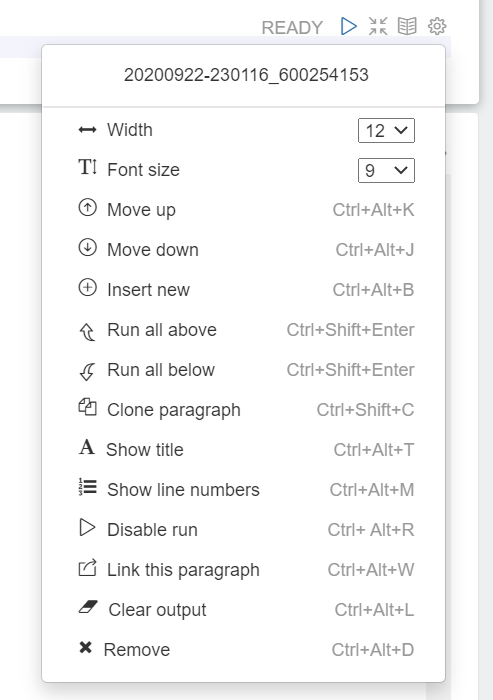 READY
20200922-230116_600254153
Width 12
Font size 9
Move up Ctrl+Alt+K
Move down Ctrl+Alt+J
Insert new Ctrl+Alt+B
Run all above Ctrl+Shift+Enter
Run all below Ctrl+Shift+Enter
Clone paragraph Ctrl+Shift+C
Show title Ctrl+Alt+T
Show line numbers Ctrl+Alt+M
Disable run Ctrl+ Alt+R
Link this paragraph Ctrl+Alt+W
Clear output Ctrl+Alt+L
Remove Ctrl+Alt+D